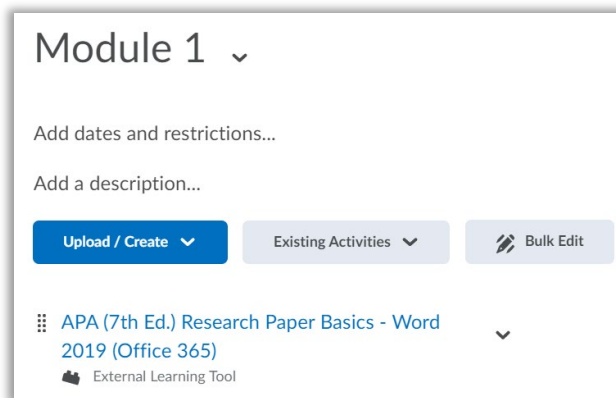 Module 1
Add dates and restrictions...
Add a description...
Upload / Create
Existing Activities
Bulk Edit
APA (7th Ed.) Research Paper Basics - Word
2019 (Office 365)
External Learning Tool